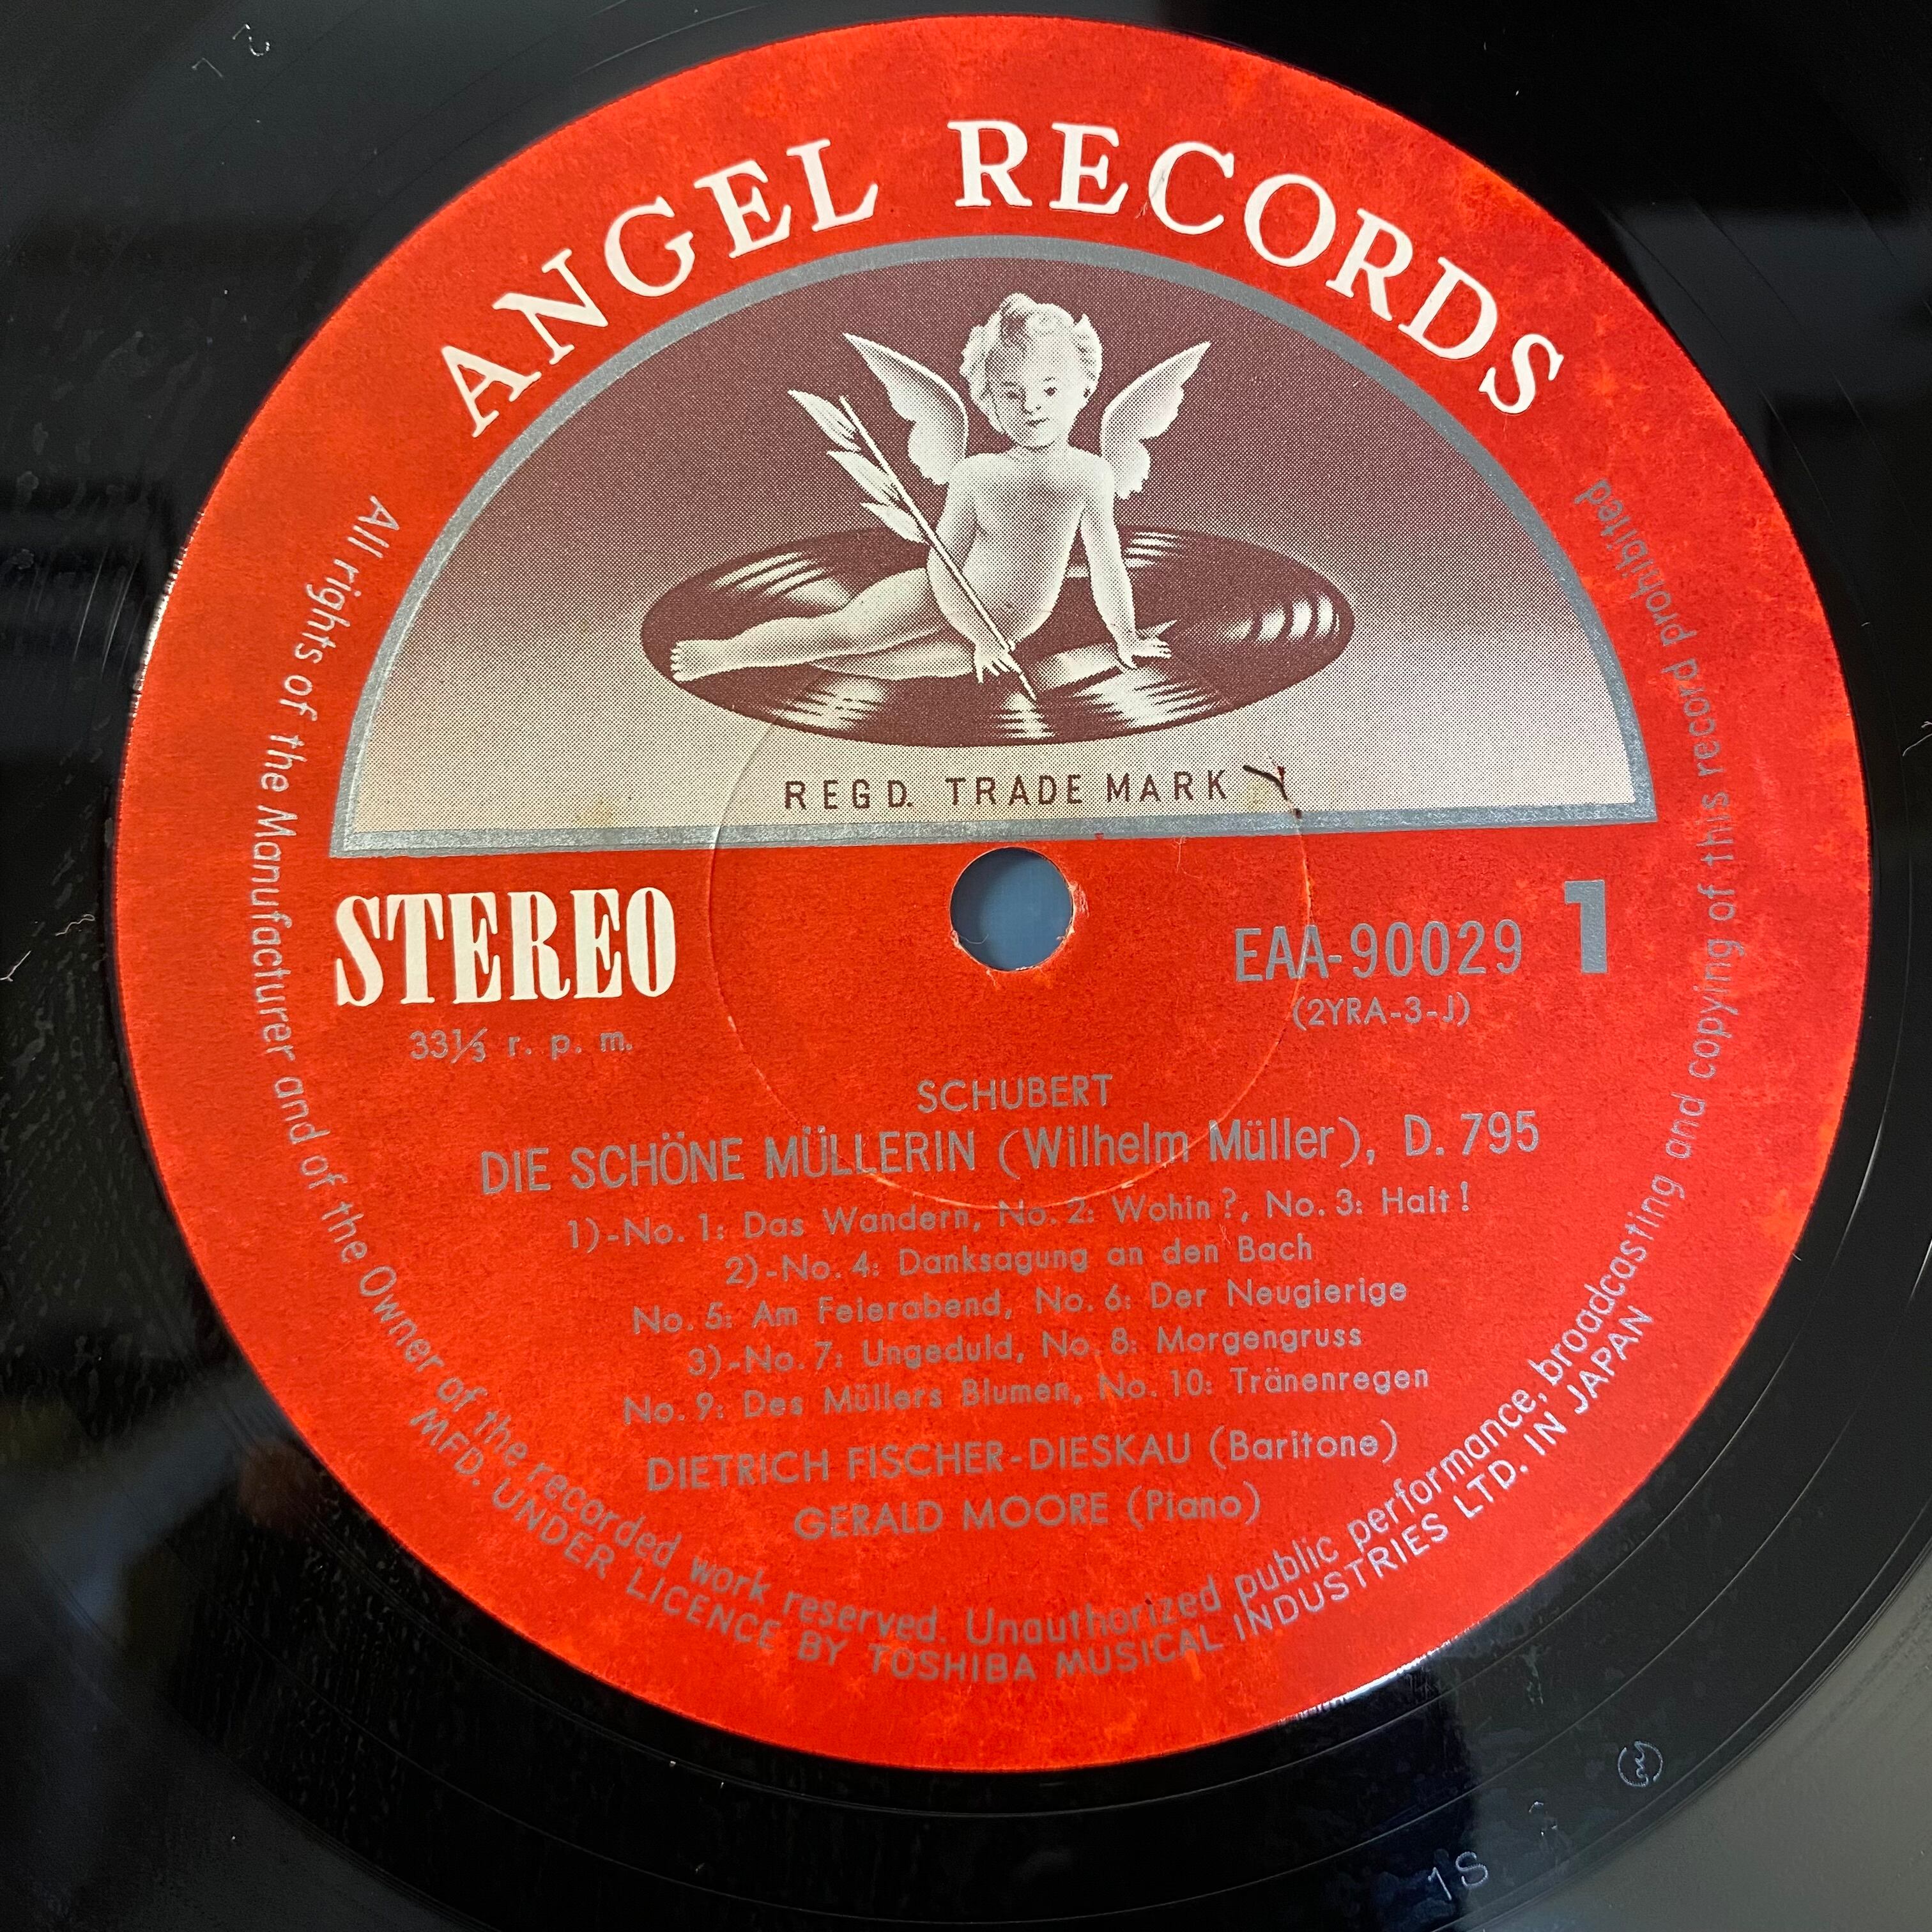 ANGEL RECORDS
REGD. TRADE MARK
STEREO
33⅓ r. p. m.
EAA-90029 1
(2YRA-3-J)
SCHUBERT
DIE SCHÖNE MÜLLERIN (Wilhelm Müller), D. 795
1)-No. 1: Das Wandern, No. 2: Wohin?, No. 3: Halt!
2)-No. 4: Danksagung an den Bach
No. 5: Am Feierabend, No. 6: Der Neugierige
3)-No. 7: Ungeduld, No. 8: Morgengruss
No. 9: Des Müllers Blumen, No. 10: Tränenregen
DIETRICH FISCHER-DIESKAU (Baritone)
GERALD MOORE (Piano)
All rights of the Manufacturer and of the Owner of the recorded work reserved. Unauthorized public performance, broadcasting and copying of this record prohibited
MFD. UNDER LICENCE BY TOSHIBA MUSICAL INDUSTRIES LTD. IN JAPAN
1S